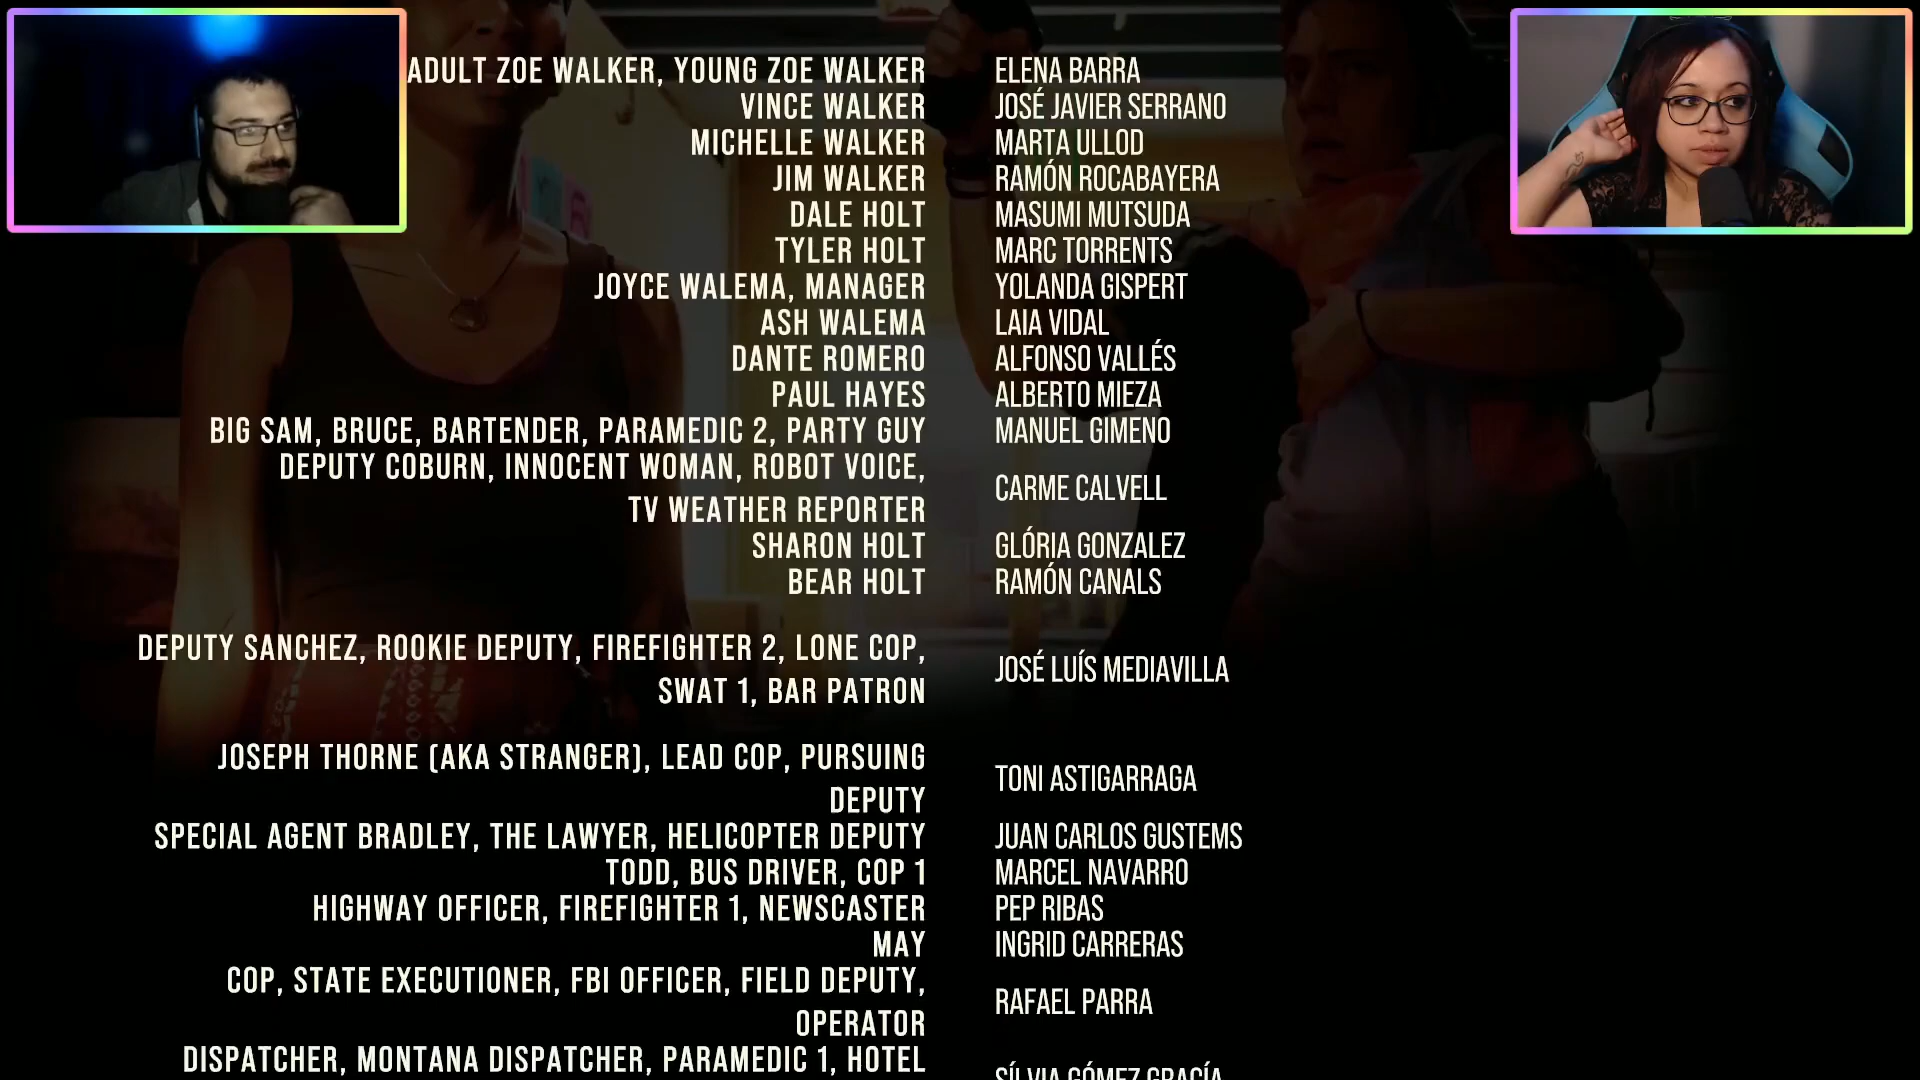 ADULT ZOE WALKER, YOUNG ZOE WALKER ELENA BARRA
VINCE WALKER JOSÉ JAVIER SERRANO
MICHELLE WALKER MARTA ULLOD
JIM WALKER RAMÓN ROCABAYERA
DALE HOLT MASUMI MUTSUDA
TYLER HOLT MARC TORRENTS
JOYCE WALEMA, MANAGER YOLANDA GISPERT
ASH WALEMA LAIA VIDAL
DANTE ROMERO ALFONSO VALLÉS
PAUL HAYES ALBERTO MIEZA
BIG SAM, BRUCE, BARTENDER, PARAMEDIC 2, PARTY GUY MANUEL GIMENO
DEPUTY COBURN, INNOCENT WOMAN, ROBOT VOICE,
TV WEATHER REPORTER
CARME CALVELL
SHARON HOLT GLÓRIA GONZALEZ
BEAR HOLT RAMÓN CANALS
DEPUTY SANCHEZ, ROOKIE DEPUTY, FIREFIGHTER 2, LONE COP,
SWAT 1, BAR PATRON
JOSÉ LUÍS MEDIAVILLA
JOSEPH THORNE (AKA STRANGER), LEAD COP, PURSUING
DEPUTY
TONI ASTIGARRAGA
SPECIAL AGENT BRADLEY, THE LAWYER, HELICOPTER DEPUTY JUAN CARLOS GUSTEMS
TODD, BUS DRIVER, COP 1 MARCEL NAVARRO
HIGHWAY OFFICER, FIREFIGHTER 1, NEWSCASTER PEP RIBAS
MAY INGRID CARRERAS
COP, STATE EXECUTIONER, FBI OFFICER, FIELD DEPUTY,
OPERATOR
RAFAEL PARRA
DISPATCHER, MONTANA DISPATCHER, PARAMEDIC 1, HOTEL
SÍLVIA GÓMEZ GRACÍA